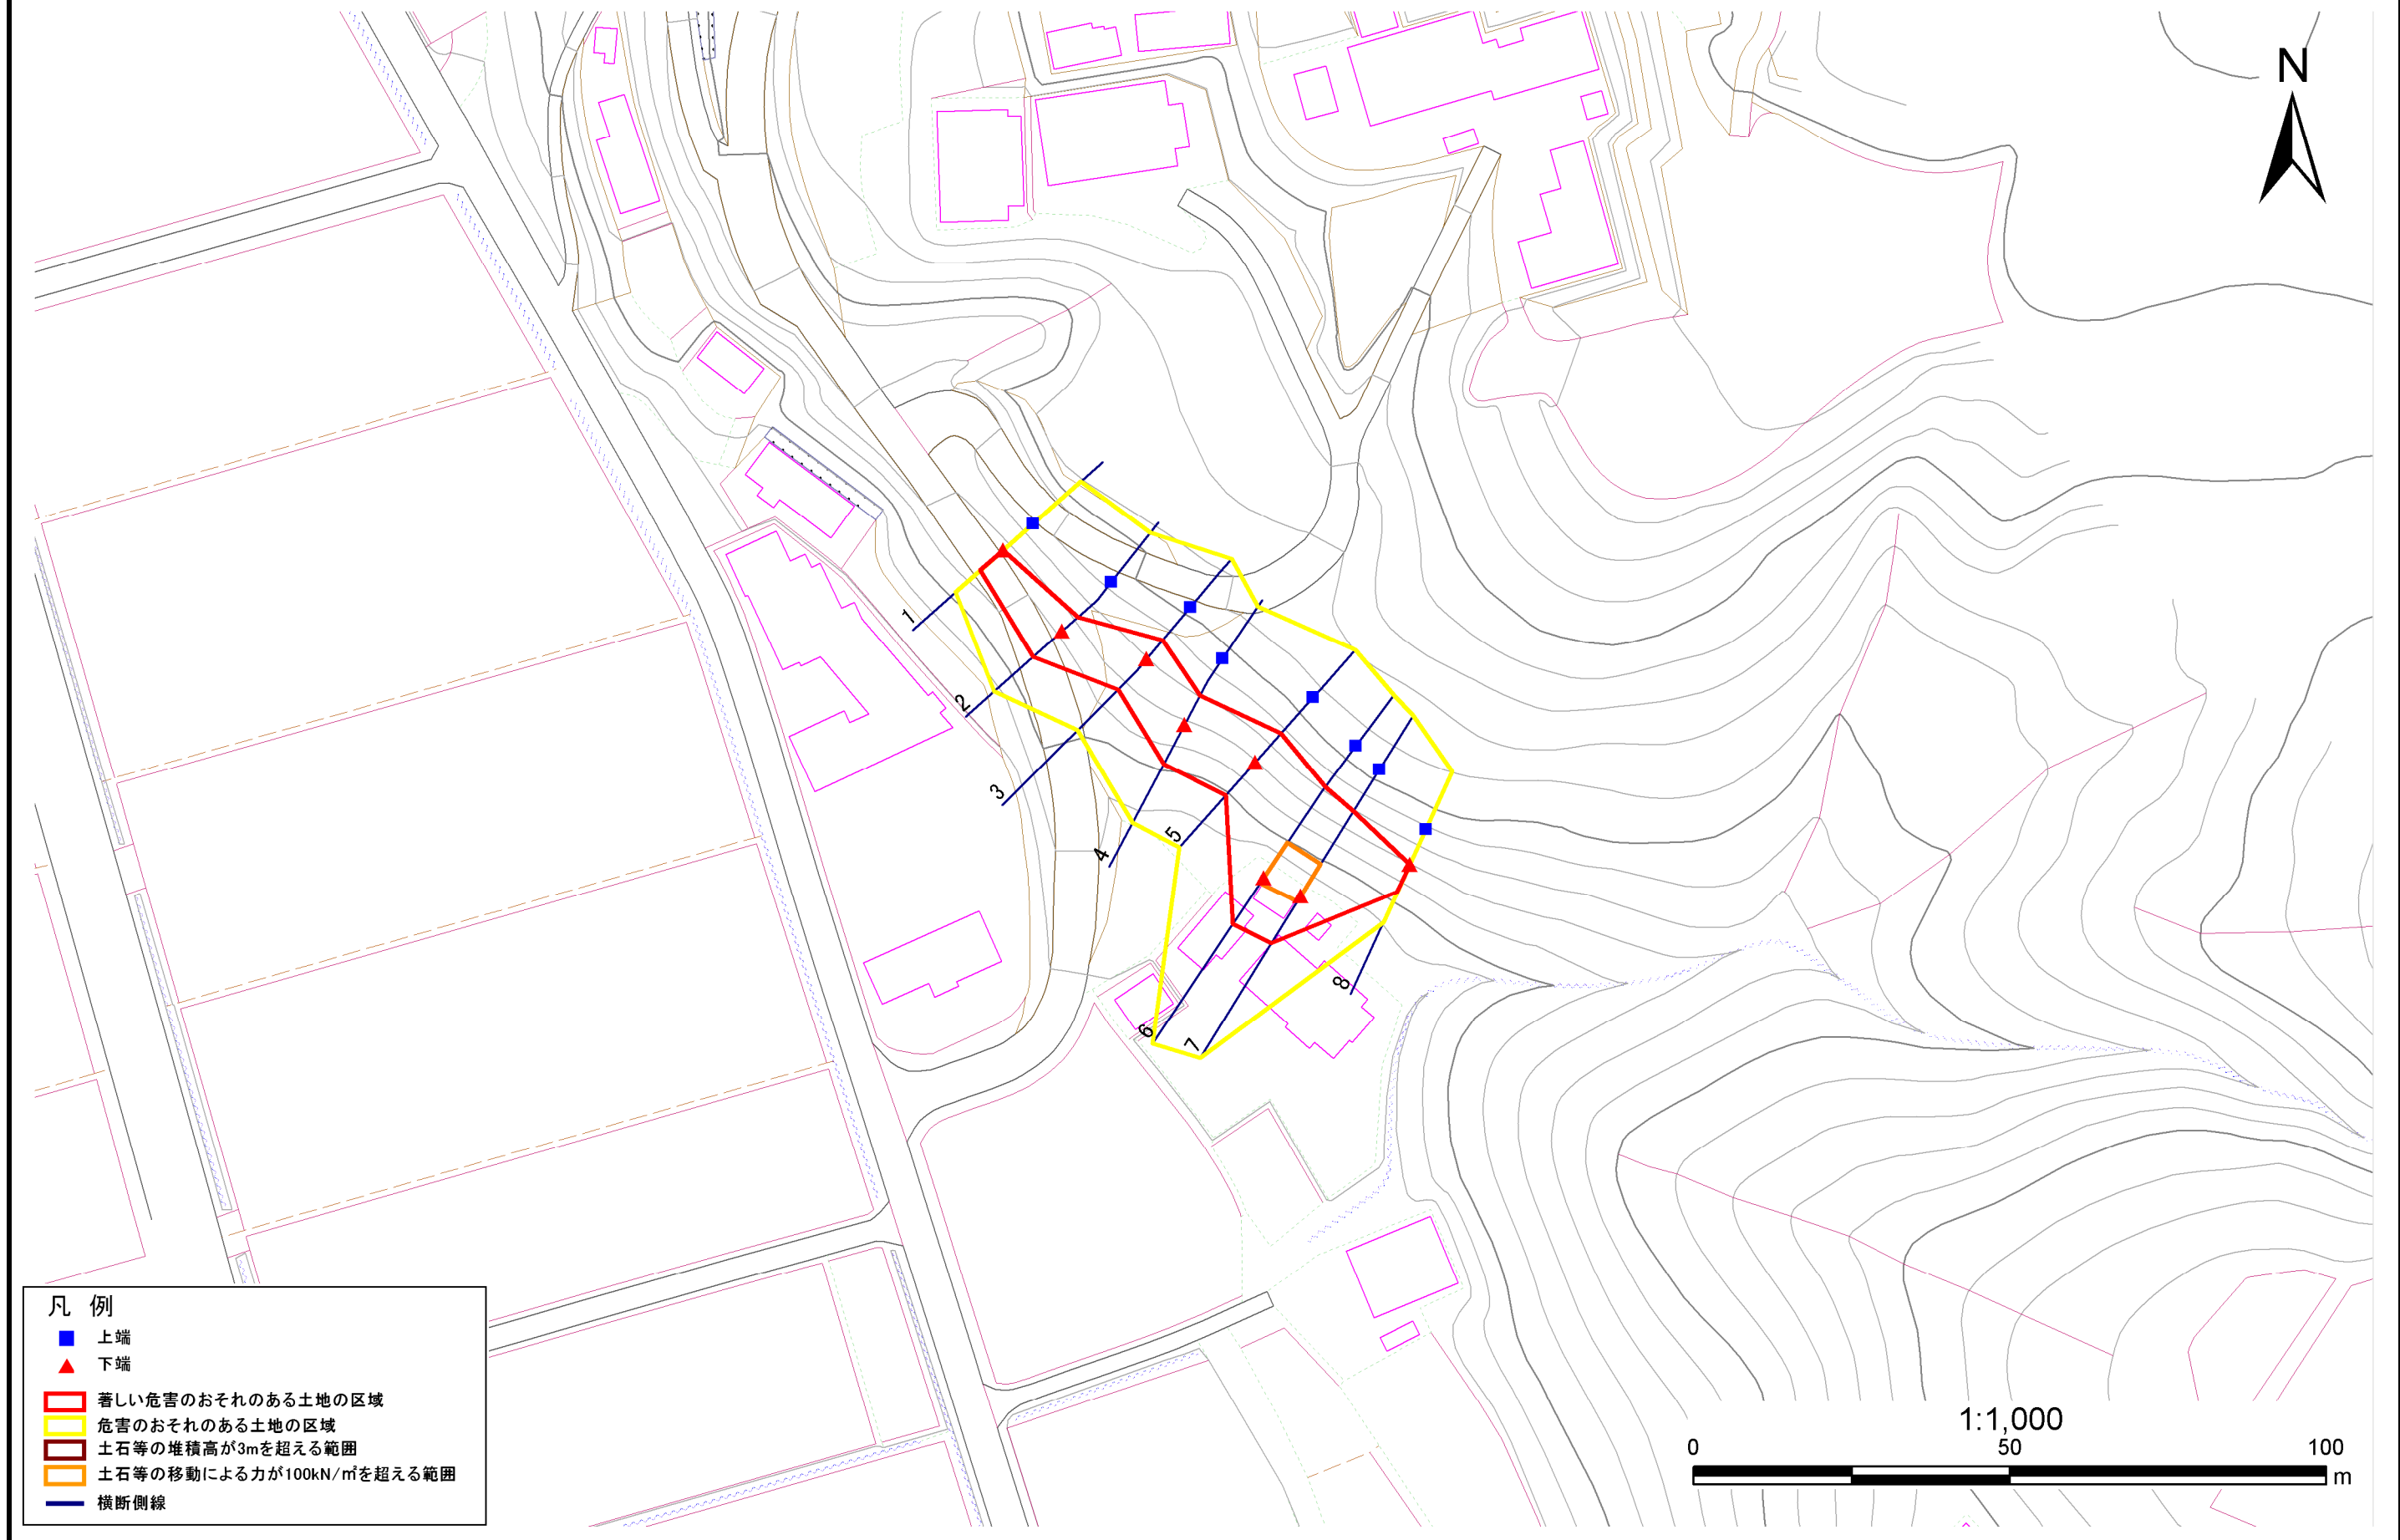 N
1
2
3
4
5
6
7
8
凡 例
上端
下端
著しい危害のおそれのある土地の区域
危害のおそれのある土地の区域
土石等の堆積高が3mを超える範囲
土石等の移動による力が100kN/㎡を超える範囲
横断側線
1:1,000
0 50 100
m